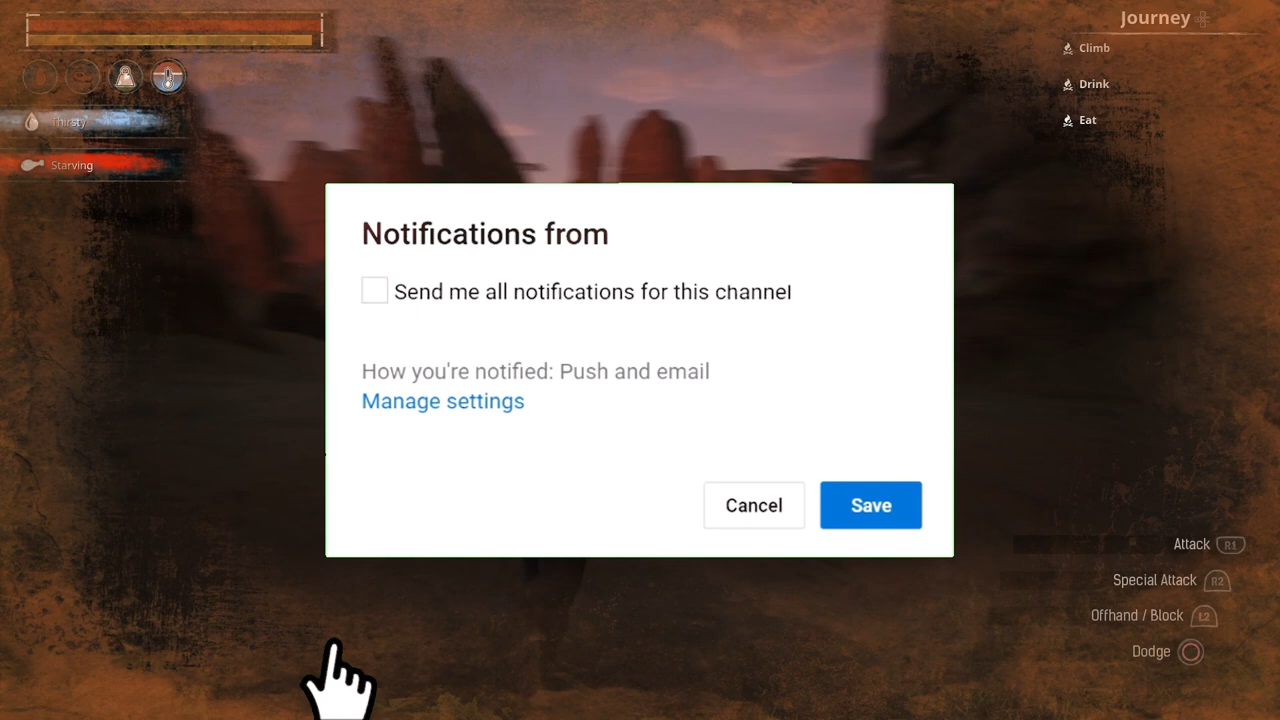 Journey
Climb
Drink
Eat
Thirsty
Starving
Notifications from
Send me all notifications for this channel
How you're notified: Push and email
Manage settings
Cancel
Save
Attack R1
Special Attack R2
Offhand / Block L2
Dodge